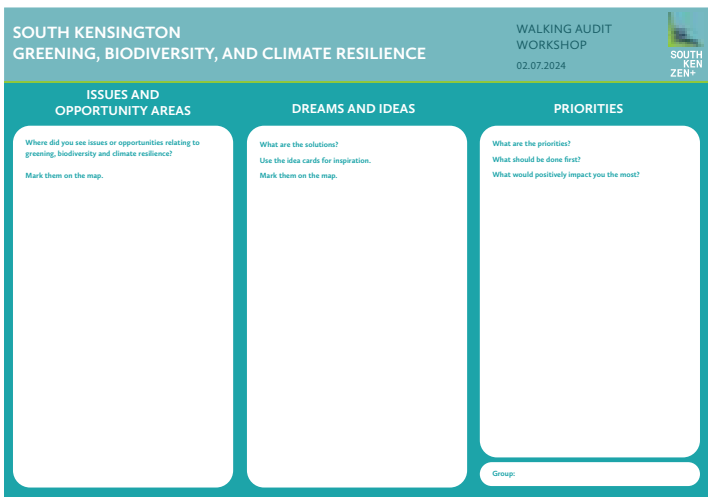 SOUTH KENSINGTON
GREENING, BIODIVERSITY, AND CLIMATE RESILIENCE
WALKING AUDIT
WORKSHOP
02.07.2024
SOUTH
KEN
ZEN+
ISSUES AND
OPPORTUNITY AREAS
Where did you see issues or opportunities relating to
greening, biodiversity and climate resilience?
Mark them on the map.
DREAMS AND IDEAS
What are the solutions?
Use the idea cards for inspiration.
Mark them on the map.
PRIORITIES
What are the priorities?
What should be done first?
What would positively impact you the most?
Group: